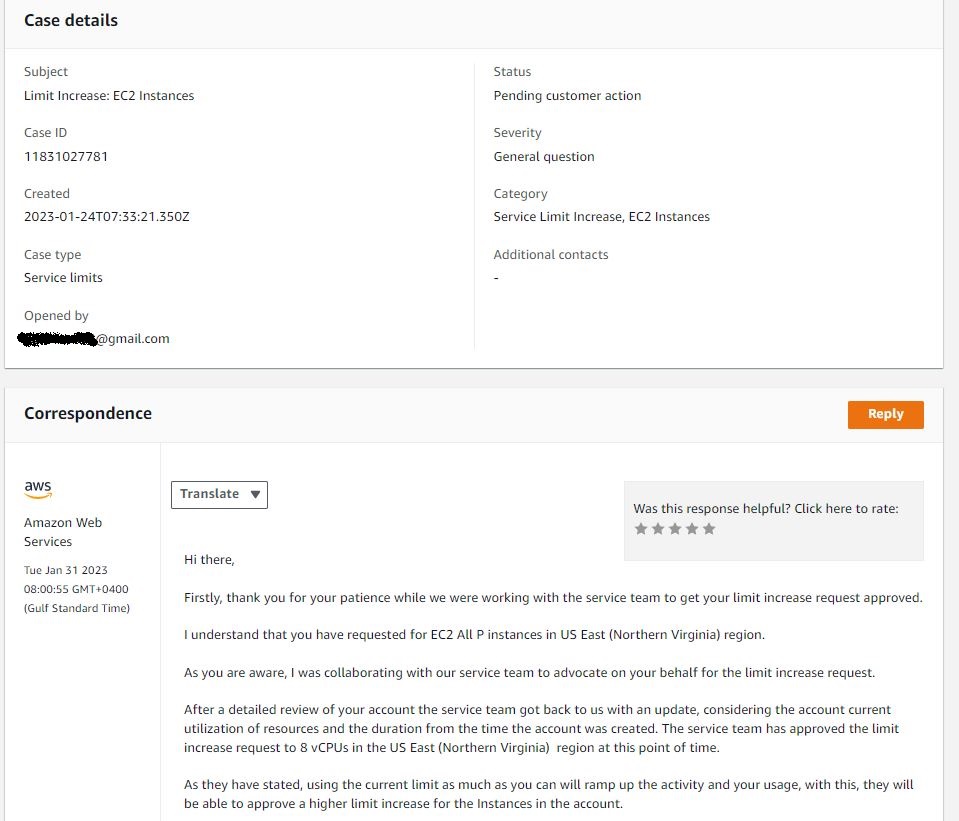 Case details
Subject
Limit Increase: EC2 Instances
Case ID
11831027781
Created
2023-01-24T07:33:21.350Z
Case type
Service limits
Opened by
@gmail.com
Status
Pending customer action
Severity
General question
Category
Service Limit Increase, EC2 Instances
Additional contacts
-
Correspondence
Reply
aws
Amazon Web
Services
Tue Jan 31 2023
08:00:55 GMT+0400
(Gulf Standard Time)
Translate
Was this response helpful? Click here to rate:
Hi there,
Firstly, thank you for your patience while we were working with the service team to get your limit increase request approved.
I understand that you have requested for EC2 All P instances in US East (Northern Virginia) region.
As you are aware, I was collaborating with our service team to advocate on your behalf for the limit increase request.
After a detailed review of your account the service team got back to us with an update, considering the account current
utilization of resources and the duration from the time the account was created. The service team has approved the limit
increase request to 8 vCPUs in the US East (Northern Virginia)  region at this point of time.
As they have stated, using the current limit as much as you can will ramp up the activity and your usage, with this, they will
be able to approve a higher limit increase for the Instances in the account.